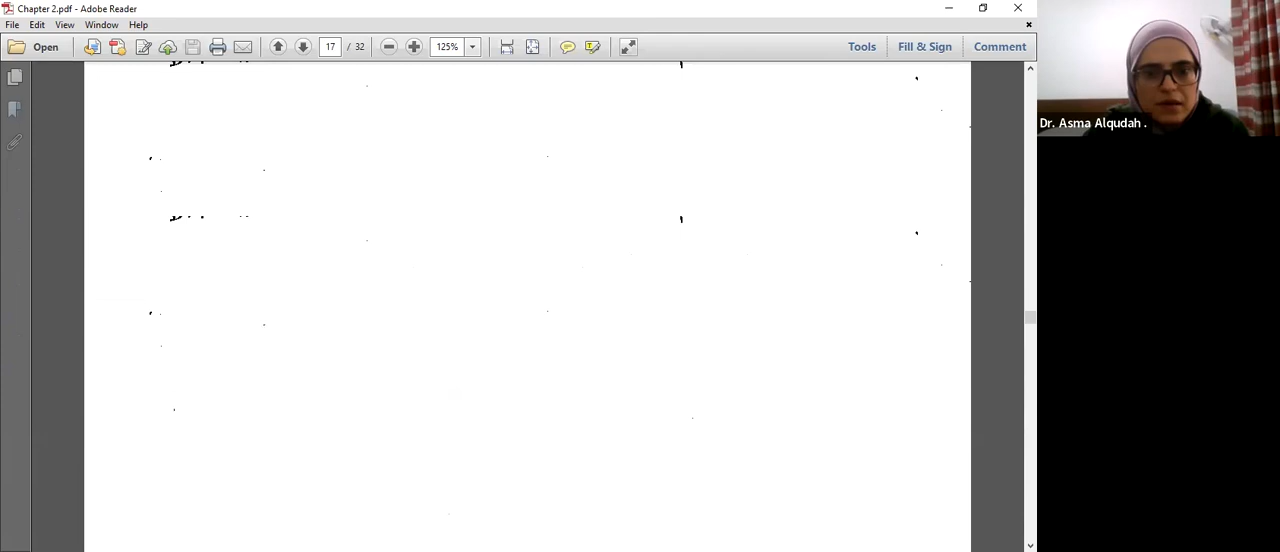 Chapter 2.pdf - Adobe Reader
File Edit View Window Help
Open 17 / 32 125% Tools Fill & Sign Comment
Dr. Asma Alqudah .